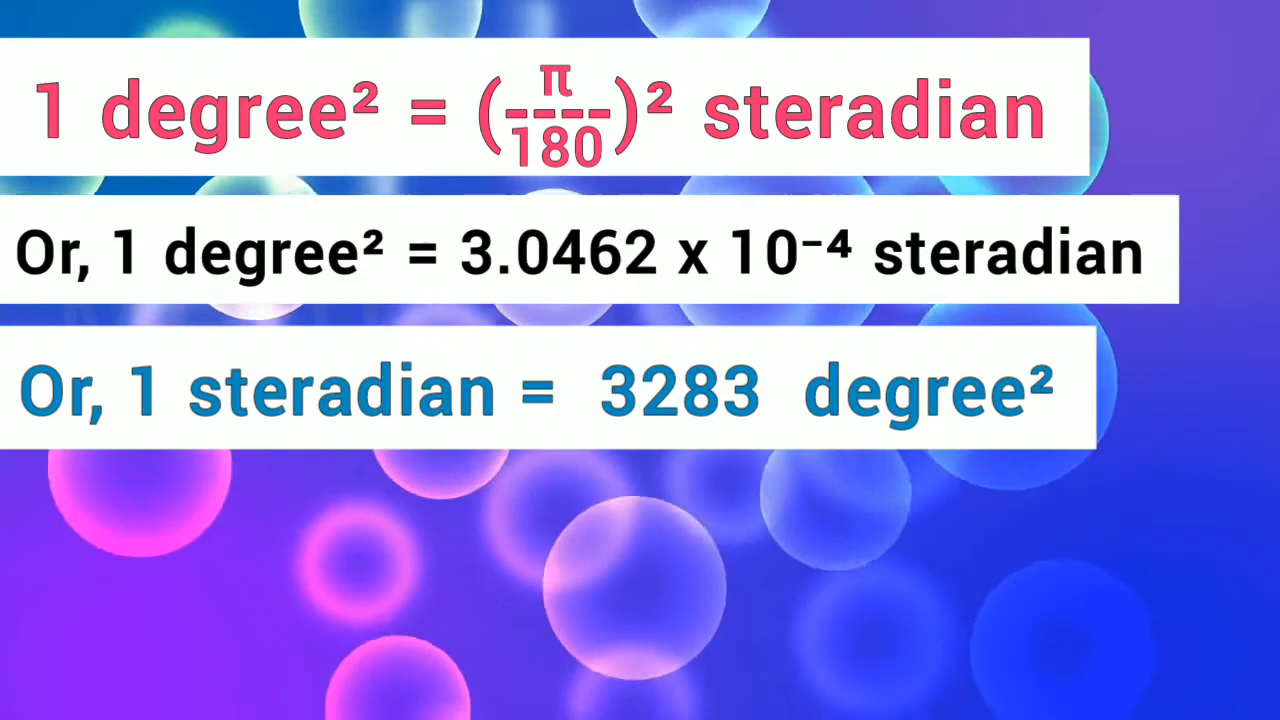 1 degree² = (π/180)² steradian
Or, 1 degree² = 3.0462 x 10⁻⁴ steradian
Or, 1 steradian = 3283 degree²